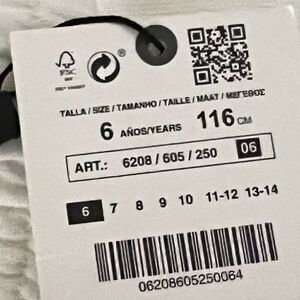 FSC
TALLA / SIZE / TAMANHO / TAILLE / MAAT / ΜΕΓΕΘΟΣ
6 AÑOS/YEARS 116 CM
ART.: 6208 / 605 / 250 06
6 7 8 9 10 11-12 13-14
06208605250064